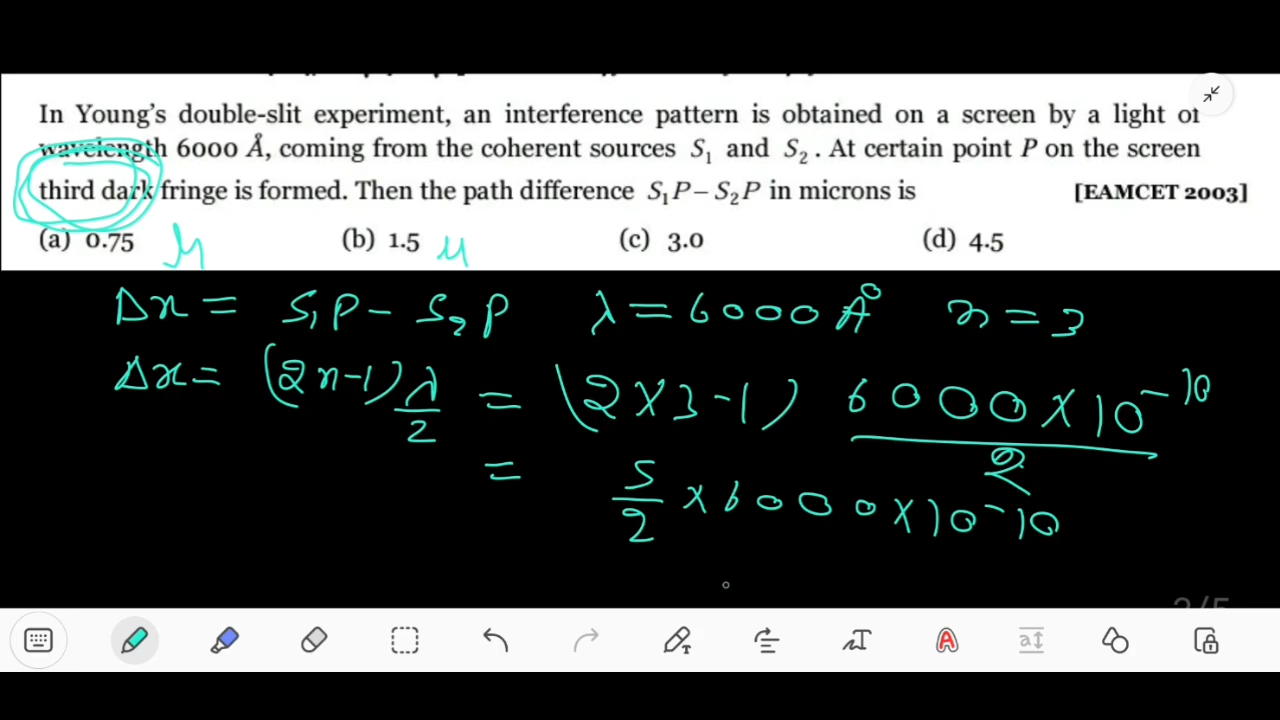 In Young's double-slit experiment, an interference pattern is obtained on a screen by a light of
wavelength 6000 Å, coming from the coherent sources S₁ and S₂. At certain point P on the screen
third dark fringe is formed. Then the path difference S₁P – S₂P in microns is [EAMCET 2003]
(a) 0.75 μ (b) 1.5 μ (c) 3.0 (d) 4.5
Δx = S₁P – S₂P λ = 6000 A° n = 3
Δx = (2n-1) λ/2 = (2×3-1) 6000×10⁻¹⁰/2
= 5/2 × 6000 × 10⁻¹⁰